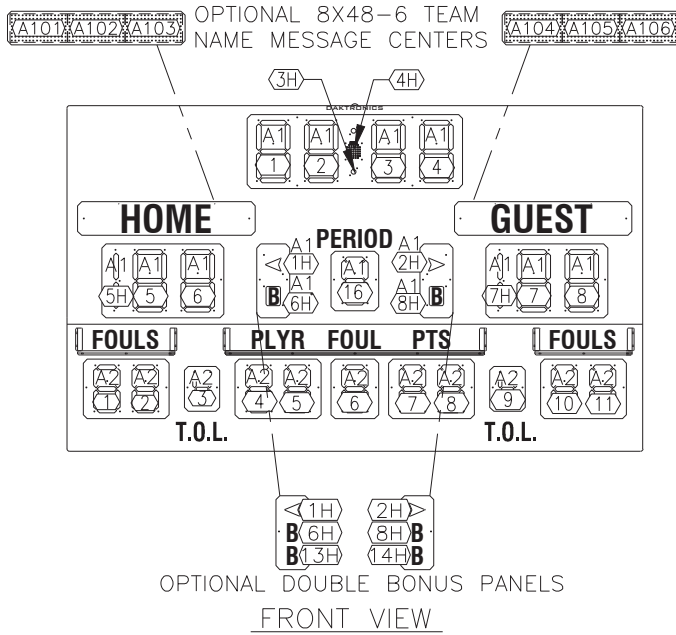 OPTIONAL 8X48-6 TEAM
NAME MESSAGE CENTERS
A101 A102 A103
A104 A105 A106
3H 4H
DAKTRONICS
A1 A1 A1 A1
1 2 3 4
HOME GUEST
PERIOD
A1 A1 A1
5H 5 6
A1
1H
A1
6H
B
A1
16
A1
2H
A1
8H
B
A1 A1 A1
7H 7 8
FOULS PLYR FOUL PTS FOULS
A2 A2 A2 A2 A2 A2 A2 A2 A2 A2 A2
1 2 3 4 5 6 7 8 9 10 11
T.O.L. T.O.L.
1H 2H
B 6H 8H B
B 13H 14H B
OPTIONAL DOUBLE BONUS PANELS
FRONT VIEW